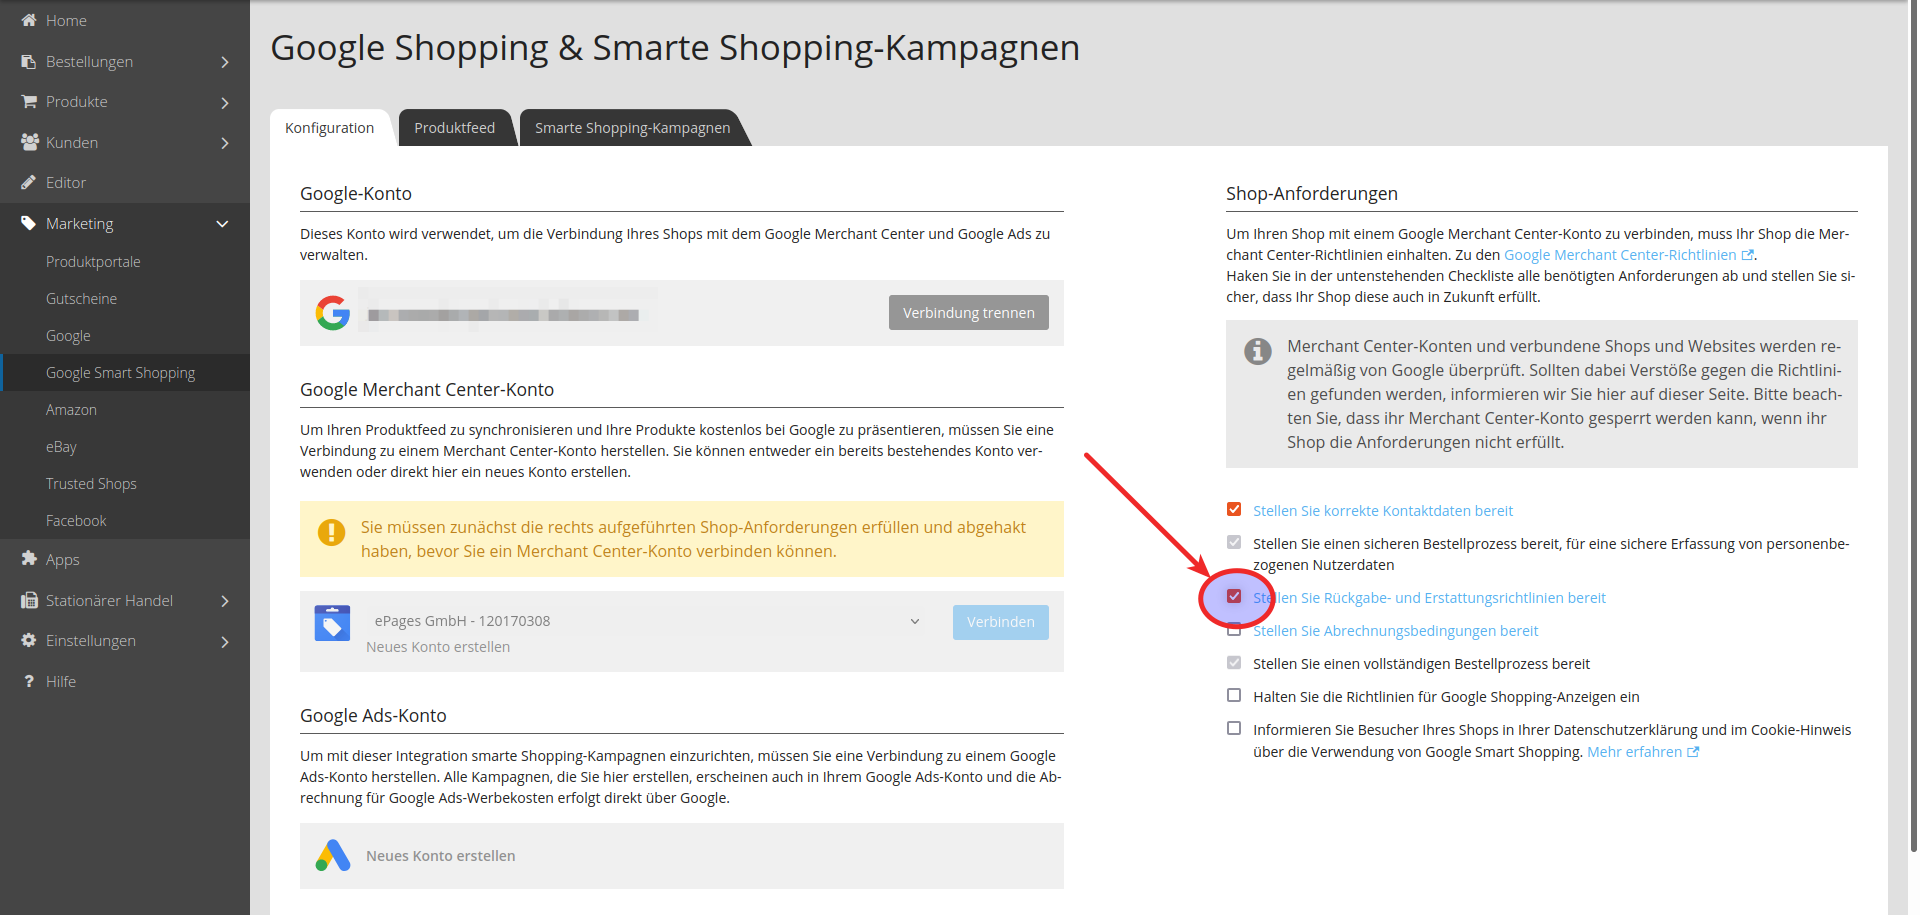 Home
Bestellungen
Produkte
Kunden
Editor
Marketing
Produktportale
Gutscheine
Google
Google Smart Shopping
Amazon
eBay
Trusted Shops
Facebook
Apps
Stationärer Handel
Einstellungen
? Hilfe
Google Shopping & Smarte Shopping-Kampagnen
Konfiguration
Produktfeed
Smarte Shopping-Kampagnen
Google-Konto
Dieses Konto wird verwendet, um die Verbindung Ihres Shops mit dem Google Merchant Center und Google Ads zu
verwalten.
Verbindung trennen
Google Merchant Center-Konto
Um Ihren Produktfeed zu synchronisieren und Ihre Produkte kostenlos bei Google zu präsentieren, müssen Sie eine
Verbindung zu einem Merchant Center-Konto herstellen. Sie können entweder ein bereits bestehendes Konto ver-
wenden oder direkt hier ein neues Konto erstellen.
Sie müssen zunächst die rechts aufgeführten Shop-Anforderungen erfüllen und abgehakt
haben, bevor Sie ein Merchant Center-Konto verbinden können.
ePages GmbH - 120170308
Verbinden
Neues Konto erstellen
Google Ads-Konto
Um mit dieser Integration smarte Shopping-Kampagnen einzurichten, müssen Sie eine Verbindung zu einem Google
Ads-Konto herstellen. Alle Kampagnen, die Sie hier erstellen, erscheinen auch in Ihrem Google Ads-Konto und die Ab-
rechnung für Google Ads-Werbekosten erfolgt direkt über Google.
Neues Konto erstellen
Shop-Anforderungen
Um Ihren Shop mit einem Google Merchant Center-Konto zu verbinden, muss Ihr Shop die Mer-
chant Center-Richtlinien einhalten. Zu den Google Merchant Center-Richtlinien.
Haken Sie in der untenstehenden Checkliste alle benötigten Anforderungen ab und stellen Sie si-
cher, dass Ihr Shop diese auch in Zukunft erfüllt.
Merchant Center-Konten und verbundene Shops und Websites werden re-
gelmäßig von Google überprüft. Sollten dabei Verstöße gegen die Richtlini-
en gefunden werden, informieren wir Sie hier auf dieser Seite. Bitte beach-
ten Sie, dass ihr Merchant Center-Konto gesperrt werden kann, wenn ihr
Shop die Anforderungen nicht erfüllt.
Stellen Sie korrekte Kontaktdaten bereit
Stellen Sie einen sicheren Bestellprozess bereit, für eine sichere Erfassung von personenbe-
zogenen Nutzerdaten
Stellen Sie Rückgabe- und Erstattungsrichtlinien bereit
Stellen Sie Abrechnungsbedingungen bereit
Stellen Sie einen vollständigen Bestellprozess bereit
Halten Sie die Richtlinien für Google Shopping-Anzeigen ein
Informieren Sie Besucher Ihres Shops in Ihrer Datenschutzerklärung und im Cookie-Hinweis
über die Verwendung von Google Smart Shopping. Mehr erfahren